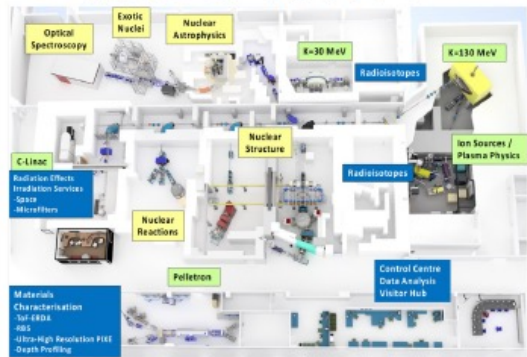 Exotic
Nuclei
Nuclear
Astrophysics
Optical
Spectroscopy
K=30 MeV
K=130 MeV
Radioisotopes
Ion Sources /
Plasma Physics
Nuclear
Structure
C-Linac
Radiation Effects
Irradiation Services
-Space
-Microfilters
Radioisotopes
Nuclear
Reactions
Pelletron
Control Centre
Data Analysis
Visitor Hub
Materials
Characterisation
-ToF-ERDA
-RBS
-Ultra-High Resolution PIXE
-Depth Profiling